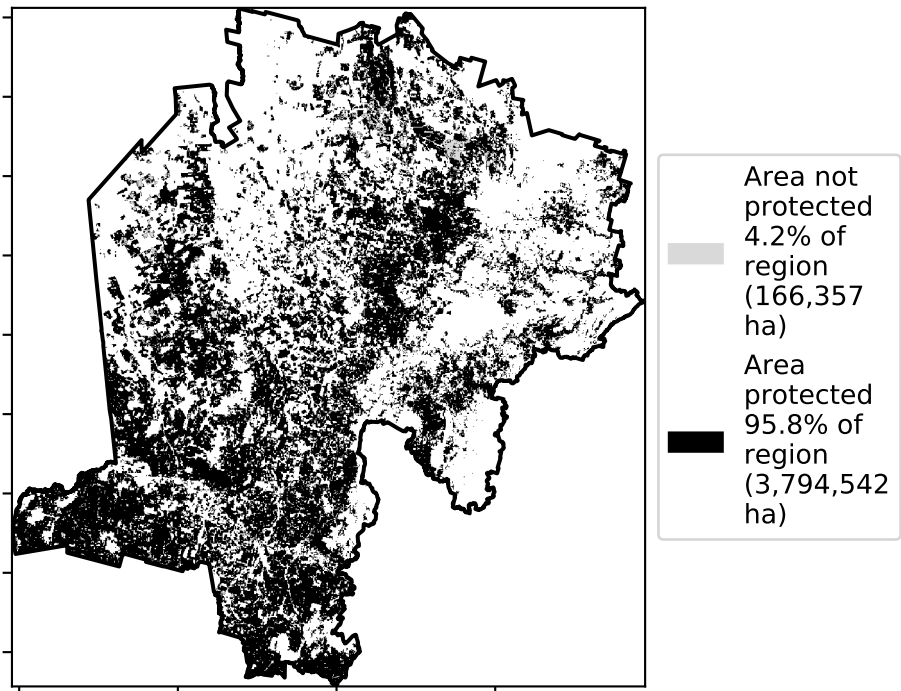 Area not
protected
4.2% of
region
(166,357
ha)
Area
protected
95.8% of
region
(3,794,542
ha)